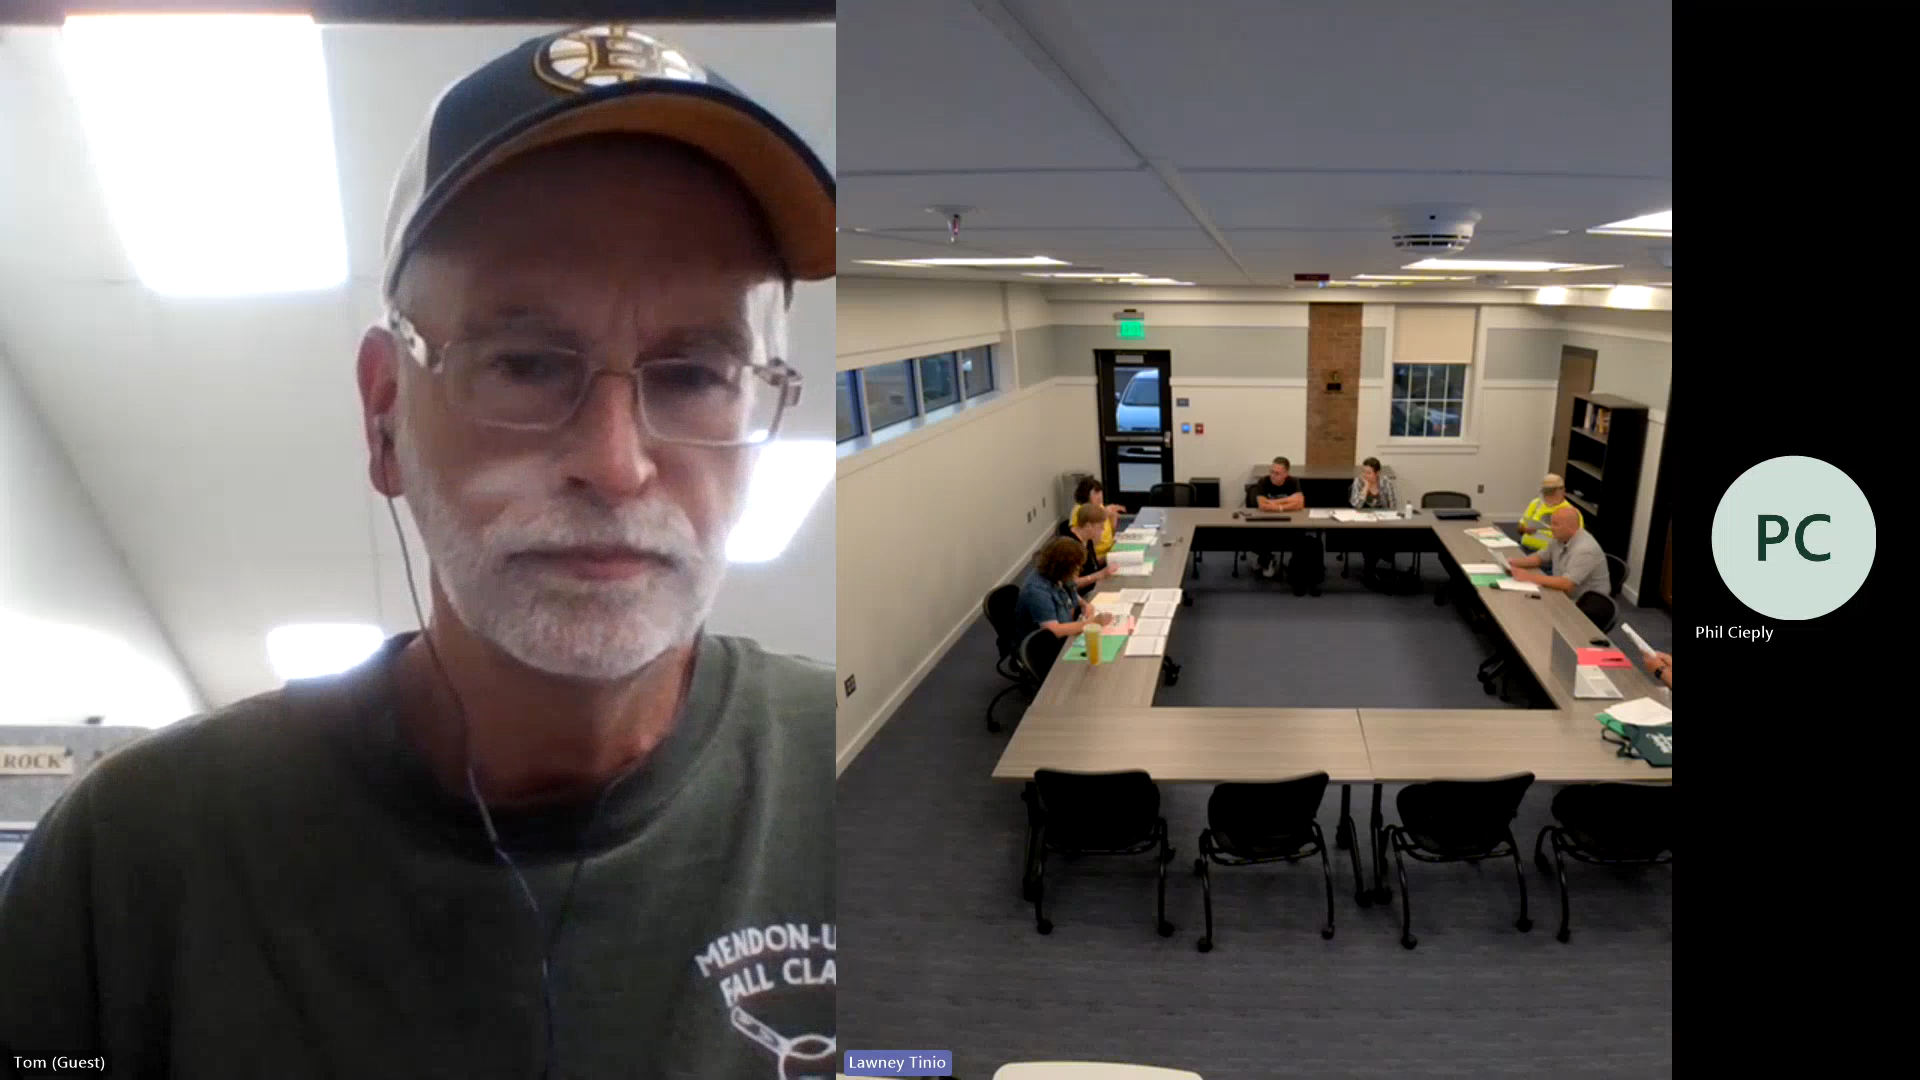 B
ROCK
MENDON-U
FALL CLA
Tom (Guest)
Lawney Tinio
PC
Phil Cieply